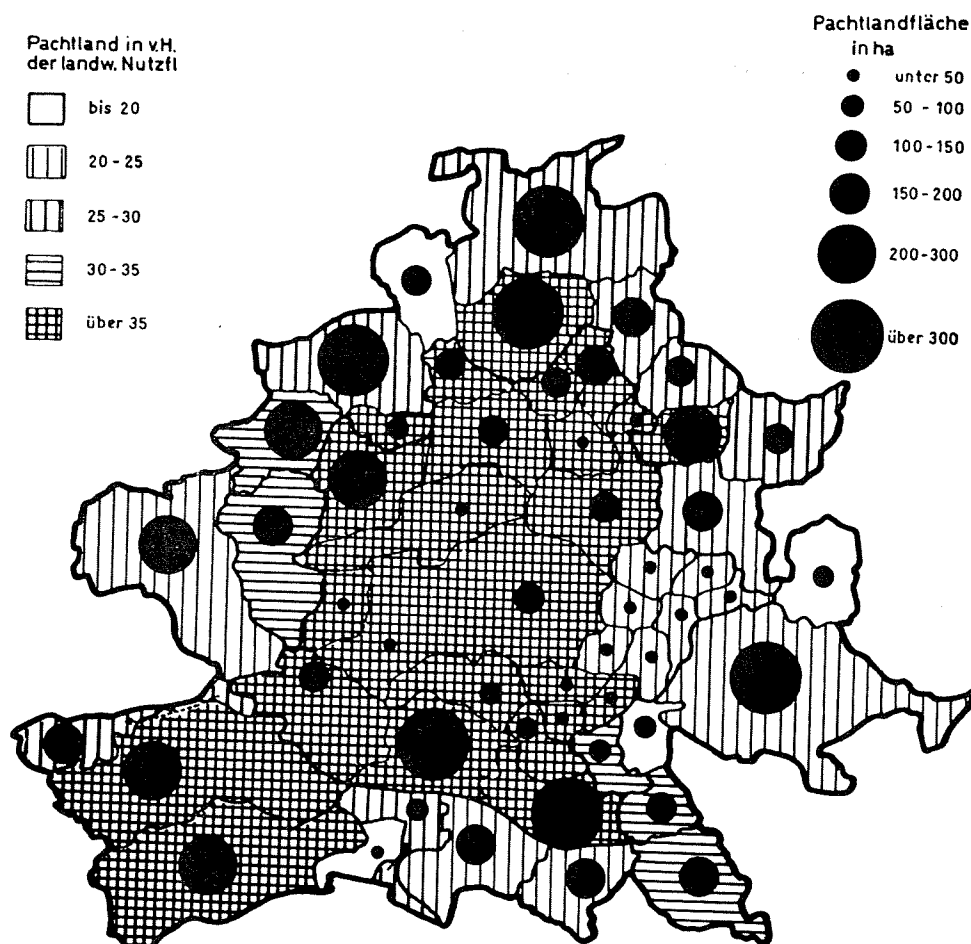 Pachtland in v.H.
der landw. Nutzfl
bis 20
20-25
25-30
30-35
über 35
Pachtlandfläche
in ha
unter 50
50 - 100
100-150
150-200
200-300
über 300